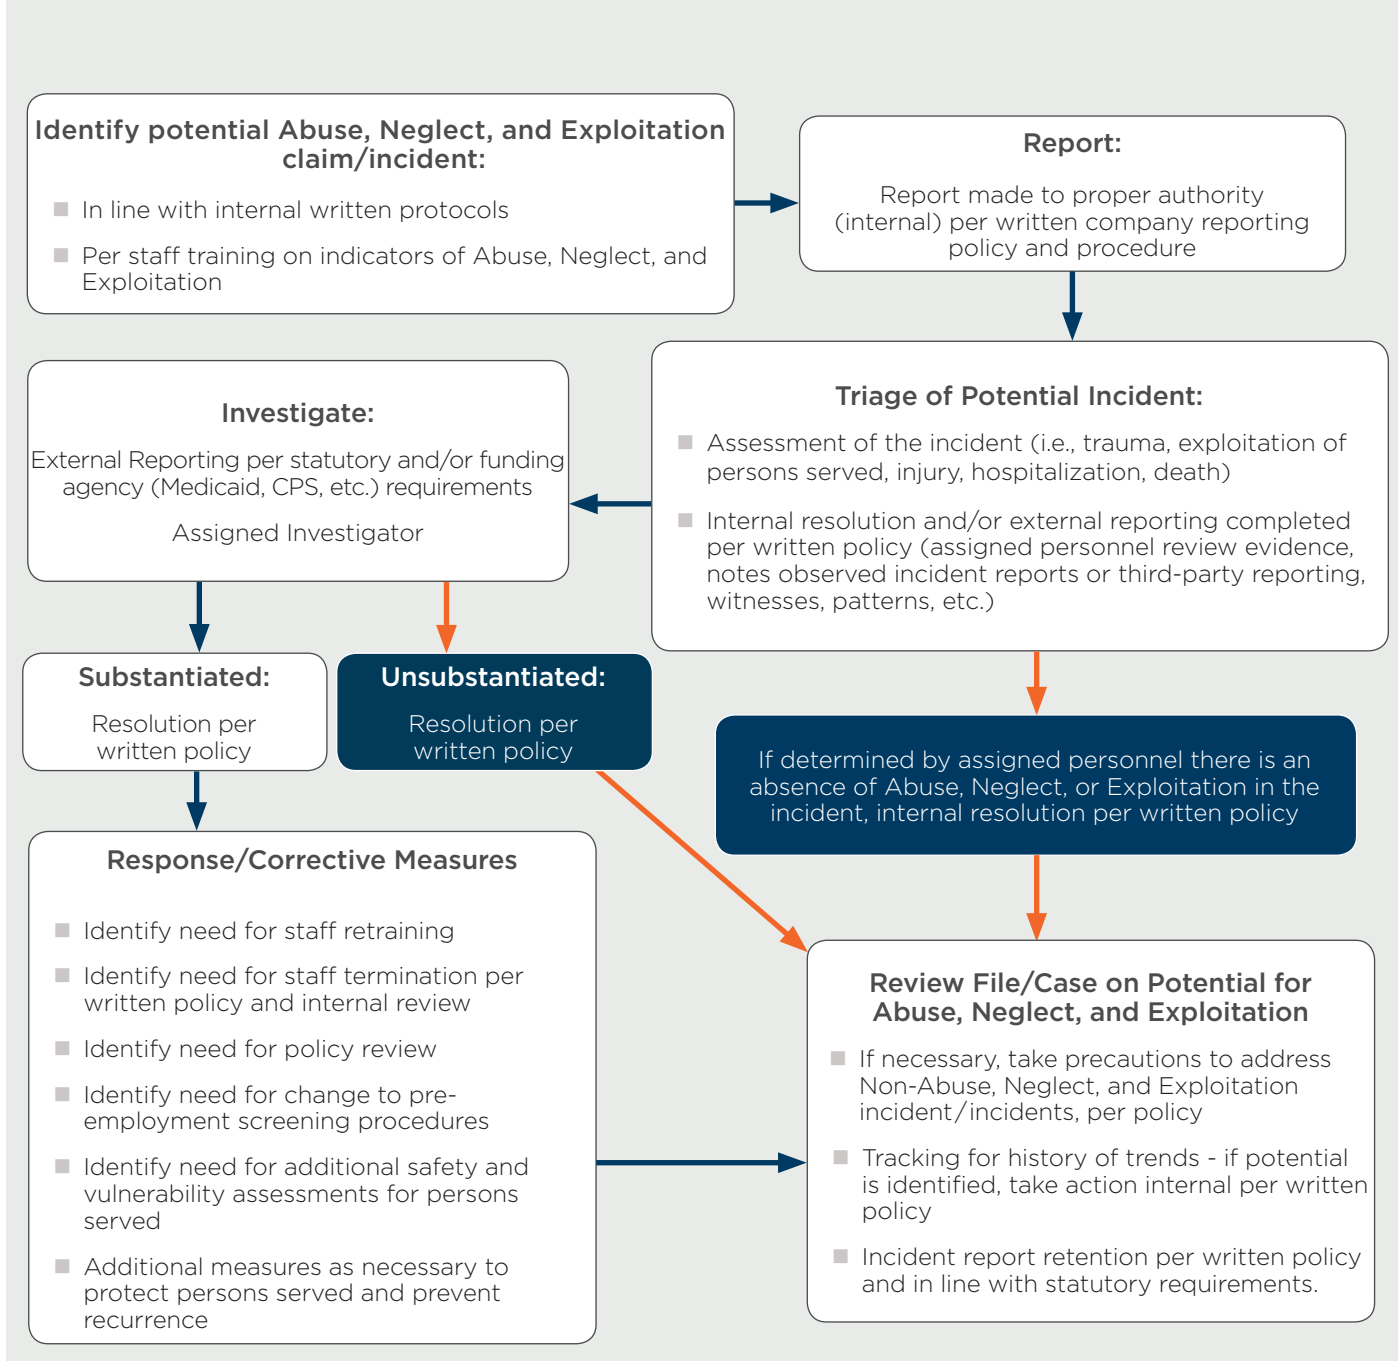 Identify potential Abuse, Neglect, and Exploitation
claim/incident:
In line with internal written protocols
Per staff training on indicators of Abuse, Neglect, and
Exploitation
Report:
Report made to proper authority
(internal) per written company reporting
policy and procedure
Triage of Potential Incident:
Assessment of the incident (i.e., trauma, exploitation of
persons served, injury, hospitalization, death)
Internal resolution and/or external reporting completed
per written policy (assigned personnel review evidence,
notes observed incident reports or third-party reporting,
witnesses, patterns, etc.)
Investigate:
External Reporting per statutory and/or funding
agency (Medicaid, CPS, etc.) requirements
Assigned Investigator
Substantiated:
Resolution per
written policy
Unsubstantiated:
Resolution per
written policy
If determined by assigned personnel there is an
absence of Abuse, Neglect, or Exploitation in the
incident, internal resolution per written policy
Response/Corrective Measures
Identify need for staff retraining
Identify need for staff termination per
written policy and internal review
Identify need for policy review
Identify need for change to pre-
employment screening procedures
Identify need for additional safety and
vulnerability assessments for persons
served
Additional measures as necessary to
protect persons served and prevent
recurrence
Review File/Case on Potential for
Abuse, Neglect, and Exploitation
If necessary, take precautions to address
Non-Abuse, Neglect, and Exploitation
incident/incidents, per policy
Tracking for history of trends - if potential
is identified, take action internal per written
policy
Incident report retention per written policy
and in line with statutory requirements.